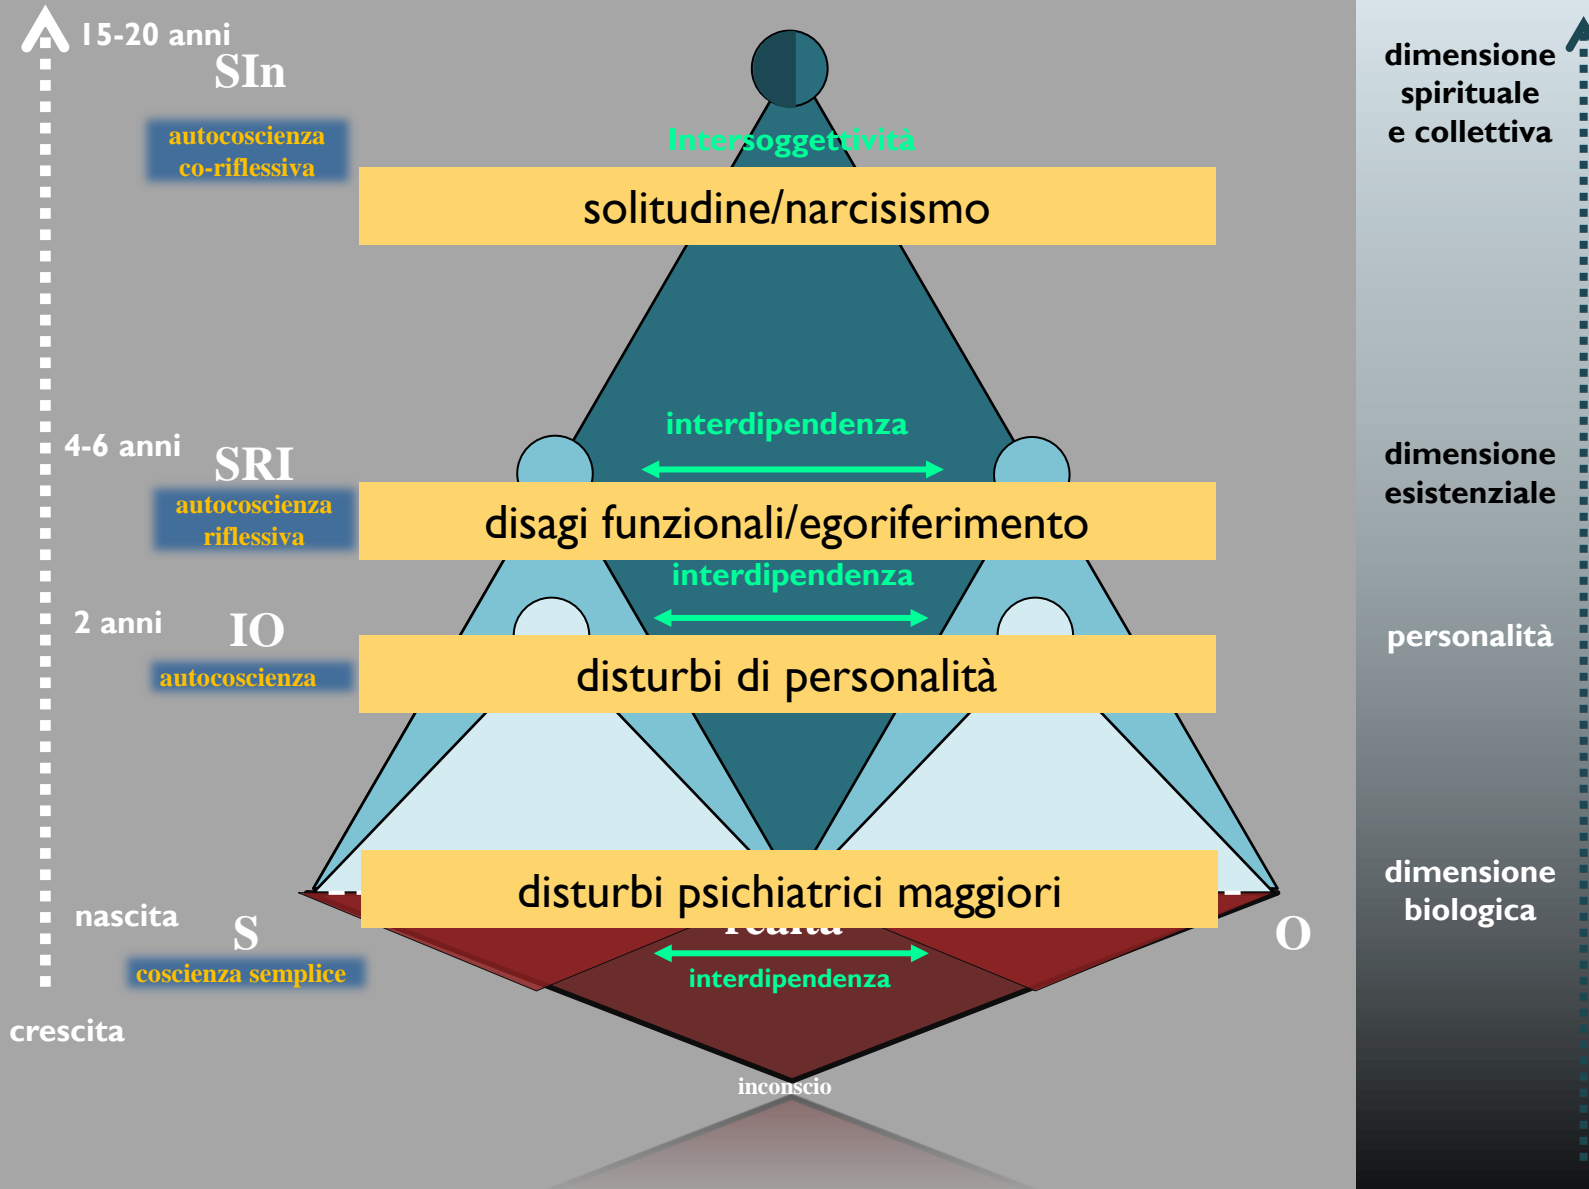 15-20 anni
SIn
autocoscienza
co-riflessiva
Intersoggettività
solitudine/narcisismo
dimensione
spirituale
e collettiva
4-6 anni
SRI
autocoscienza
riflessiva
interdipendenza
disagi funzionali/egoriferimento
dimensione
esistenziale
interdipendenza
2 anni
IO
autocoscienza
disturbi di personalità
personalità
disturbi psichiatrici maggiori
dimensione
biologica
nascita
S
coscienza semplice
realtà
interdipendenza
O
crescita
inconscio